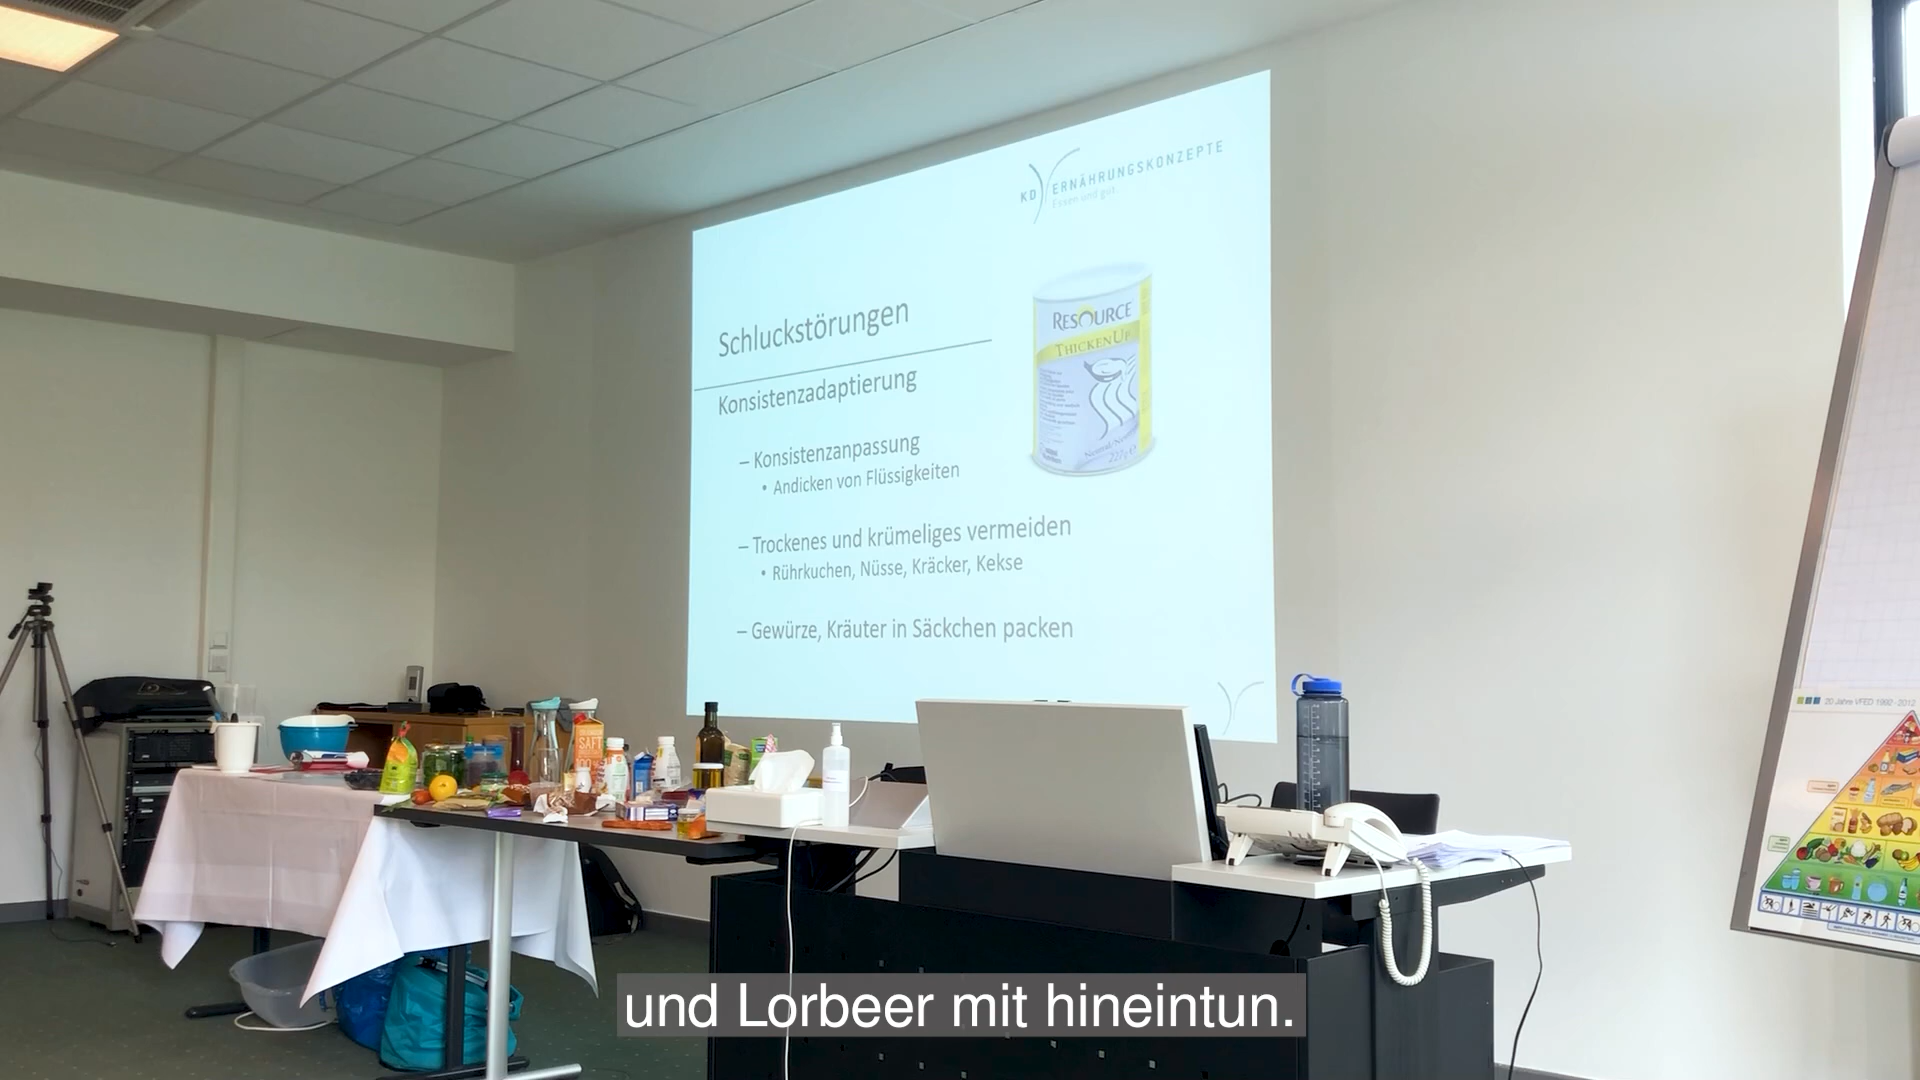 KD ERNÄHRUNGSKONZEPTE
Essen und gut
Schluckstörungen
RESOURCE
THICKENUP
Konsistenzadaptierung
– Konsistenzanpassung
• Andicken von Flüssigkeiten
227g
– Trockenes und krümeliges vermeiden
• Rührkuchen, Nüsse, Kräcker, Kekse
– Gewürze, Kräuter in Säckchen packen
SAFT
20 Jahre VFED 1992 - 2012
und Lorbeer mit hineintun.